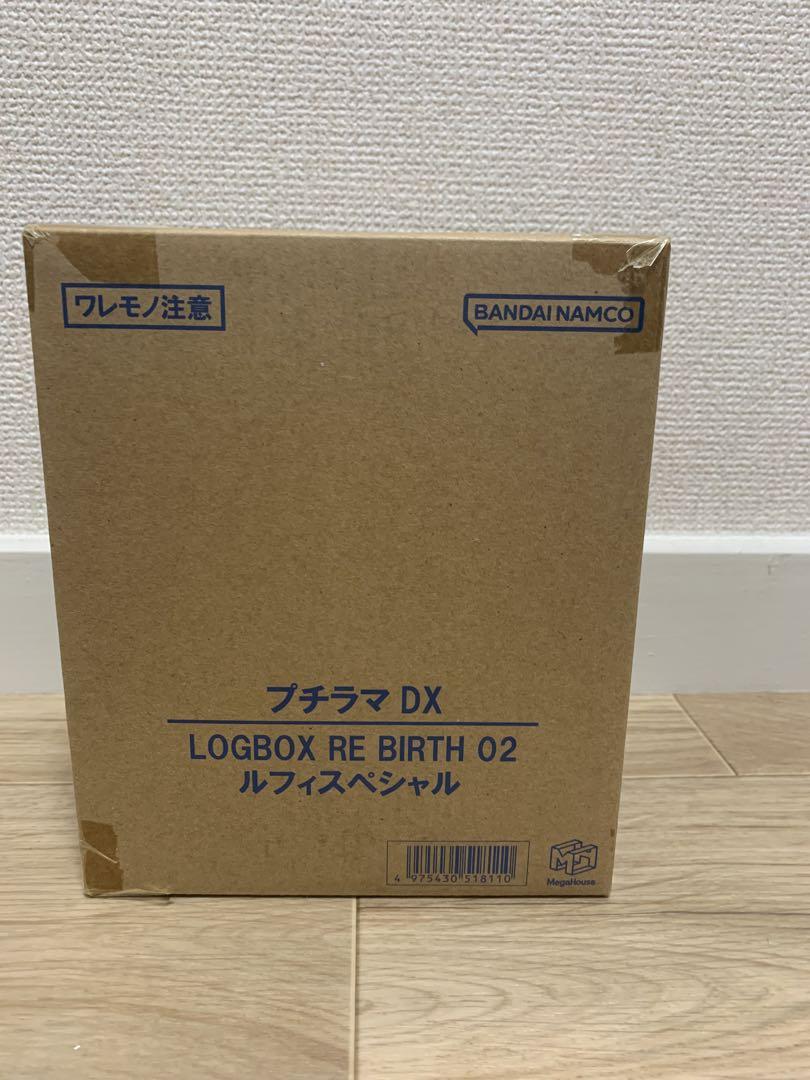 ワレモノ注意
BANDAI NAMCO
プチラマ DX
LOGBOX RE BIRTH 02
ルフィスペシャル
4 975430 518110
MegaHouse